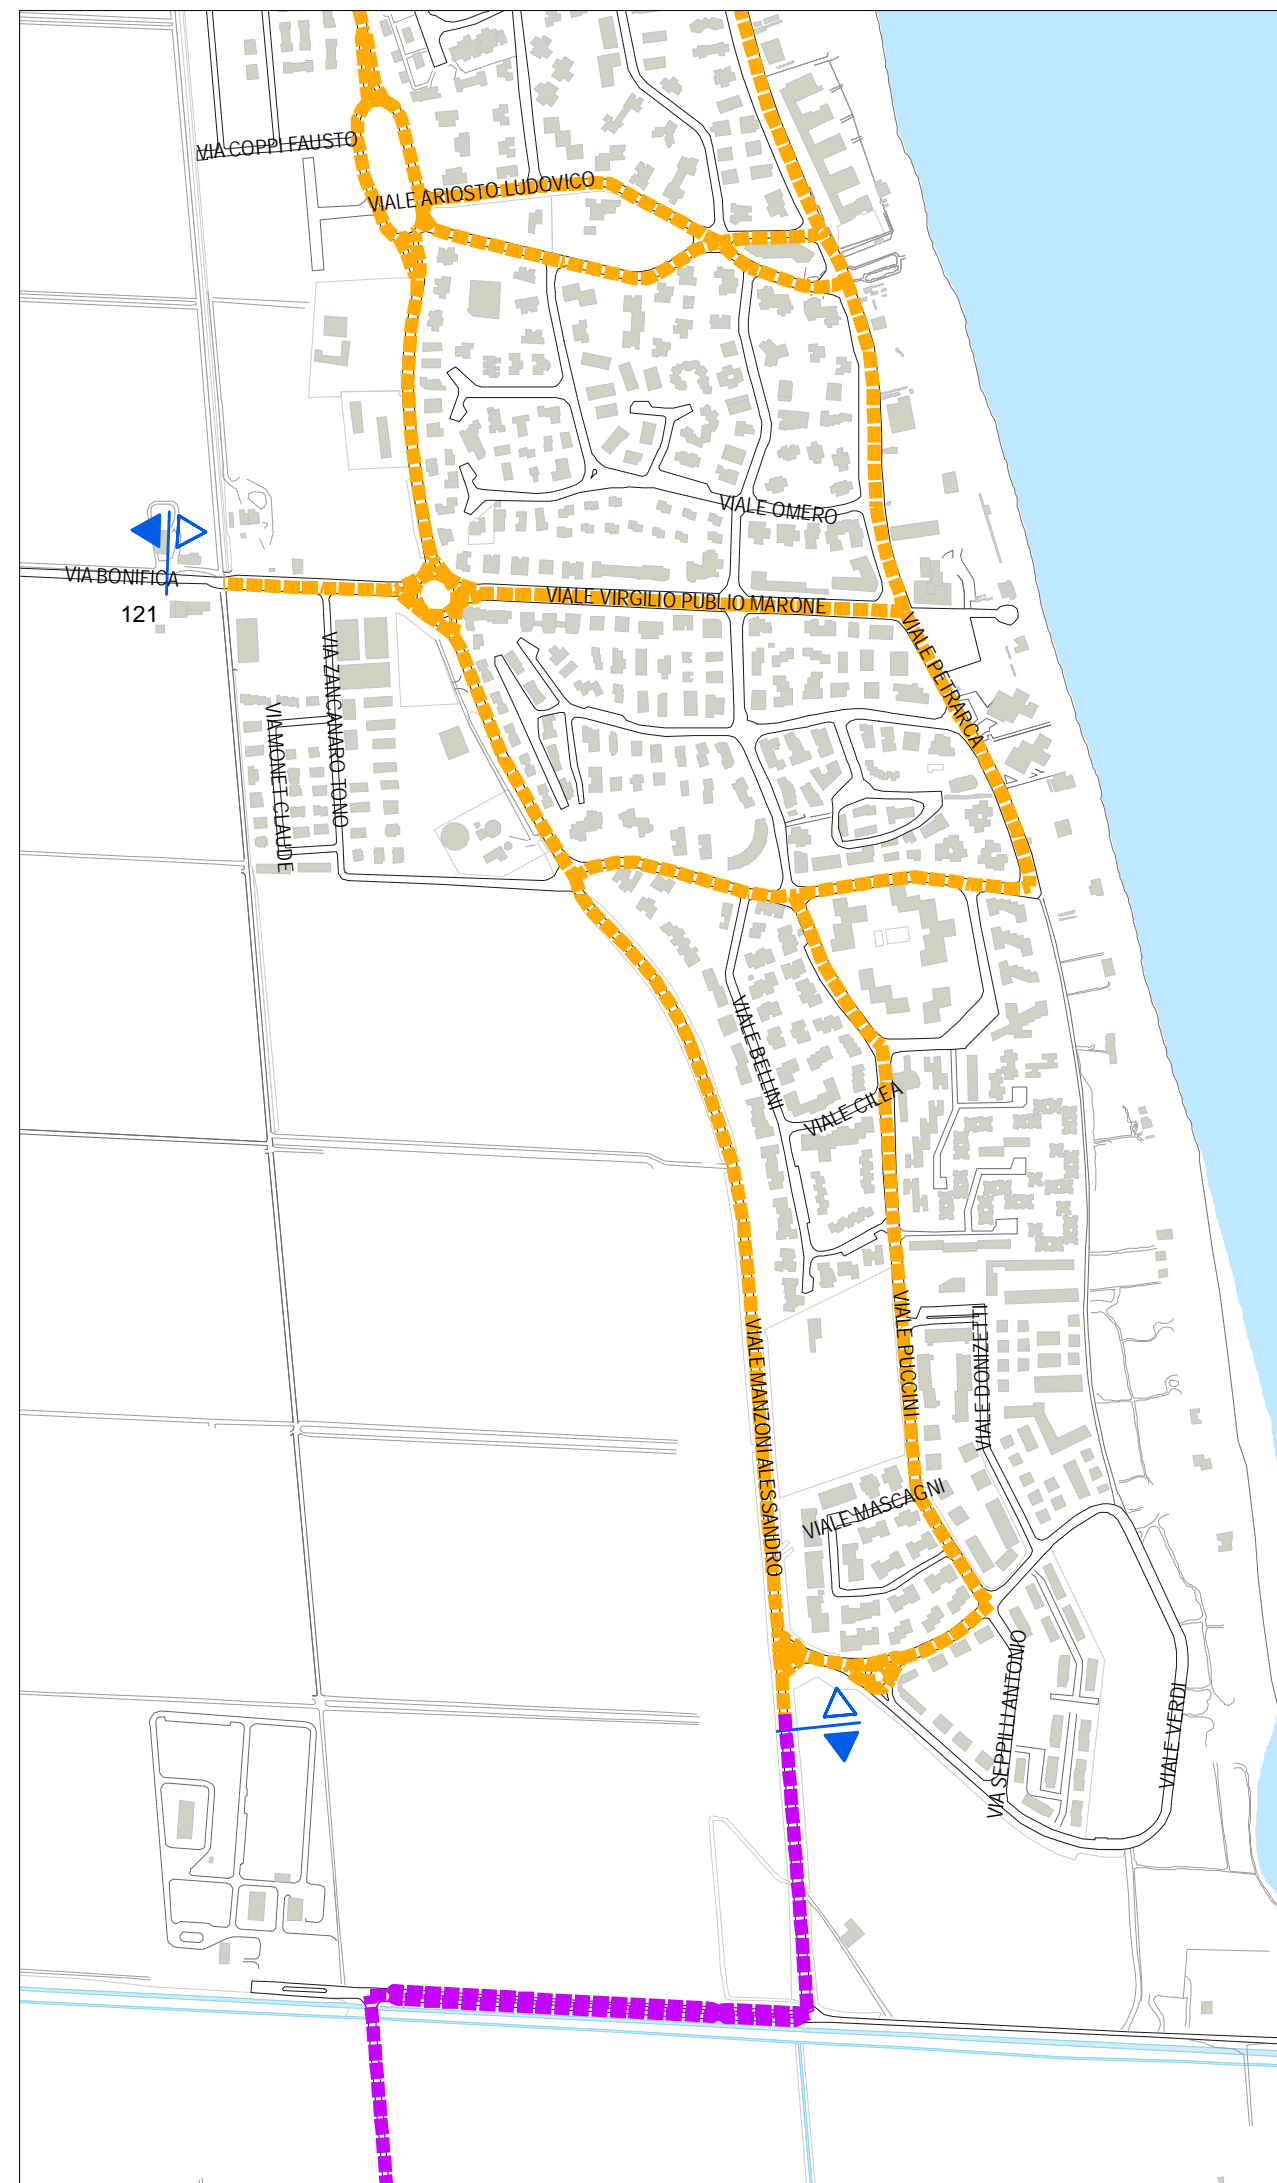 VIA COPPI FAUSTO
VIALE ARIOSTO LUDOVICO
VIALE OMERO
VIA BONIFICA
121
VIALE VIRGILIO PUBLIO MARONE
VIALE PETRARCA
VIA ZANCANARO TONO
VIA MONET CLAUDE
VIALE BELLINI
VIALE CILEA
VIALE MANZONI ALESSANDRO
VIALE PUCCINI
VIALE DONIZETTI
VIALE MASCAGNI
VIA SEPPILLI ANTONIO
VIALE VERDI